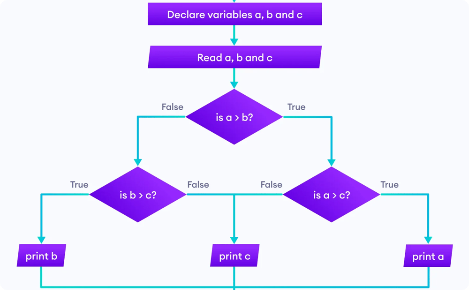 Declare variables a, b and c
Read a, b and c
False
is a > b?
True
True
is b > c?
False
False
is a > c?
True
print b
print c
print a